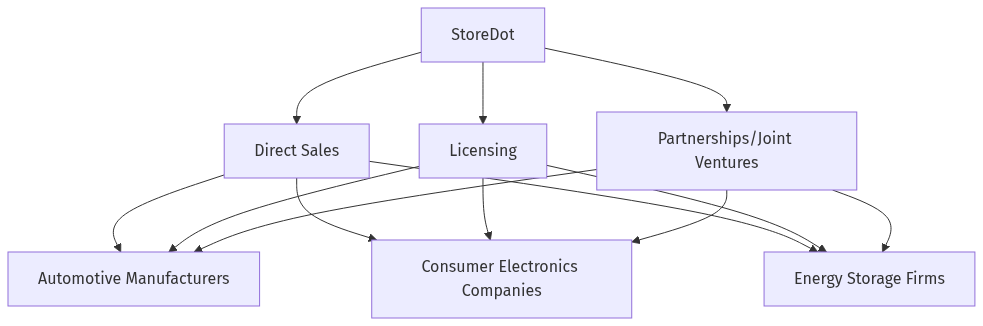 StoreDot
Direct Sales
Licensing
Partnerships/Joint
Ventures
Automotive Manufacturers
Consumer Electronics
Companies
Energy Storage Firms